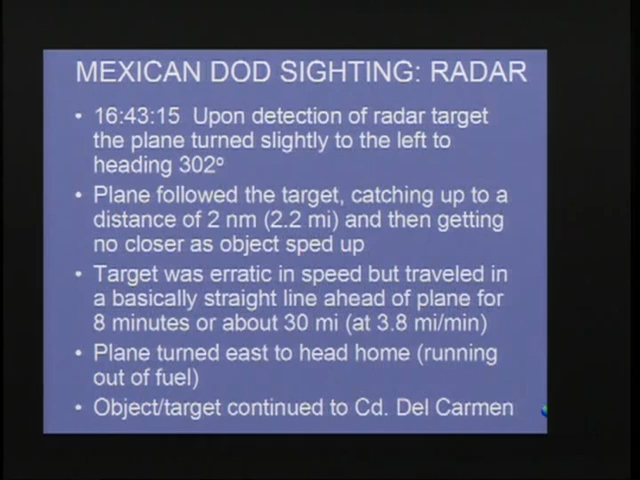 MEXICAN DOD SIGHTING: RADAR
• 16:43:15 Upon detection of radar target
the plane turned slightly to the left to
heading 302º
• Plane followed the target, catching up to a
distance of 2 nm (2.2 mi) and then getting
no closer as object sped up
• Target was erratic in speed but traveled in
a basically straight line ahead of plane for
8 minutes or about 30 mi (at 3.8 mi/min)
• Plane turned east to head home (running
out of fuel)
• Object/target continued to Cd. Del Carmen